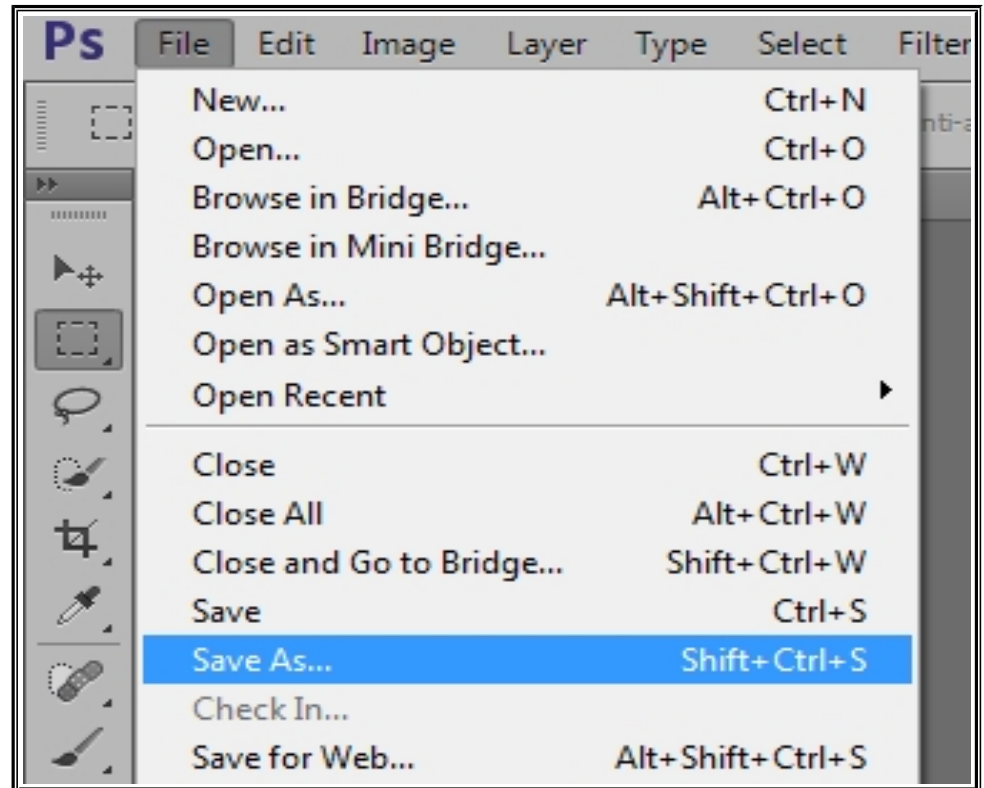 Ps File Edit Image Layer Type Select Filter
New... Ctrl+N
nti-a
Open... Ctrl+O
Browse in Bridge... Alt+Ctrl+O
Browse in Mini Bridge...
Open As... Alt+Shift+Ctrl+O
Open as Smart Object...
Open Recent
Close Ctrl+W
Close All Alt+Ctrl+W
Close and Go to Bridge... Shift+Ctrl+W
Save Ctrl+S
Save As... Shift+Ctrl+S
Check In...
Save for Web... Alt+Shift+Ctrl+S